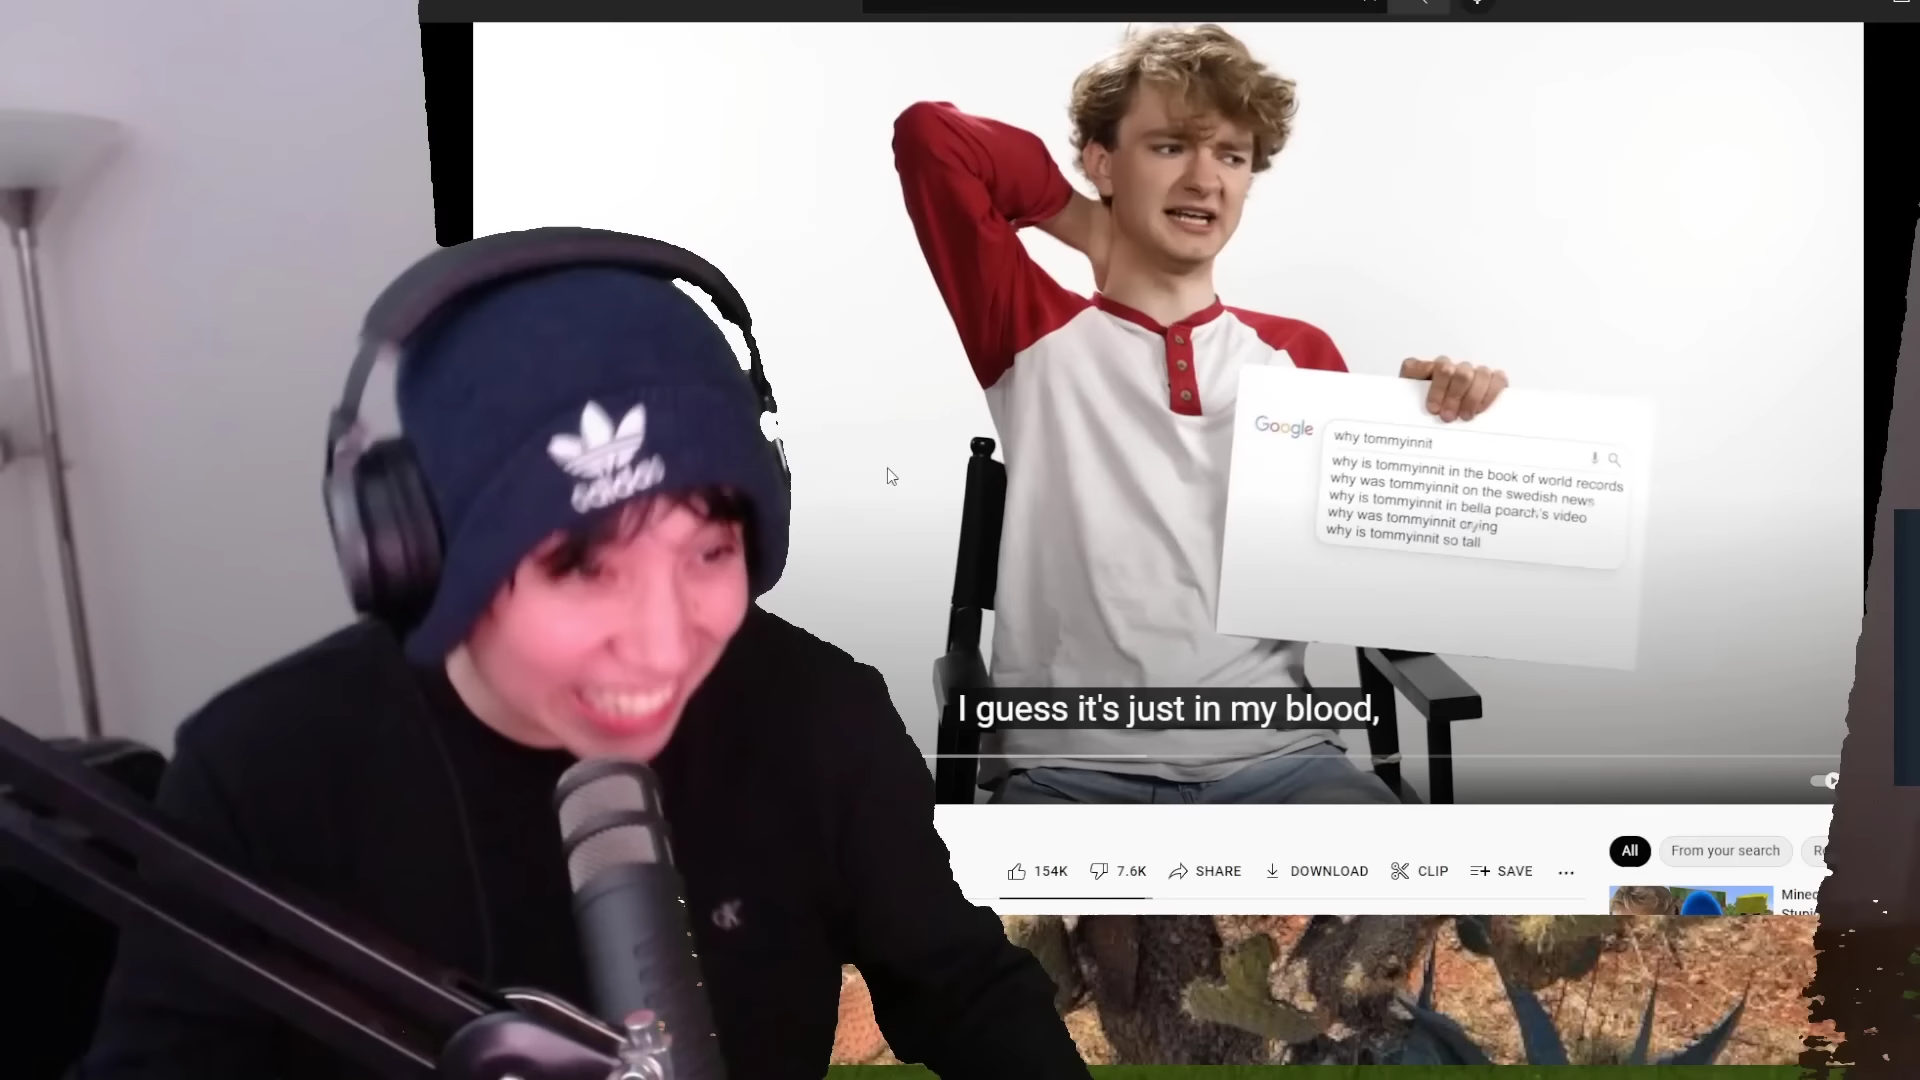 Google
why tommyinnit
why is tommyinnit in the book of world records
why was tommyinnit on the swedish news
why is tommyinnit in bella poarch's video
why was tommyinnit crying
why is tommyinnit so tall
adidas
I guess it's just in my blood,
154K
7.6K
SHARE
DOWNLOAD
CLIP
SAVE
All
From your search
CK